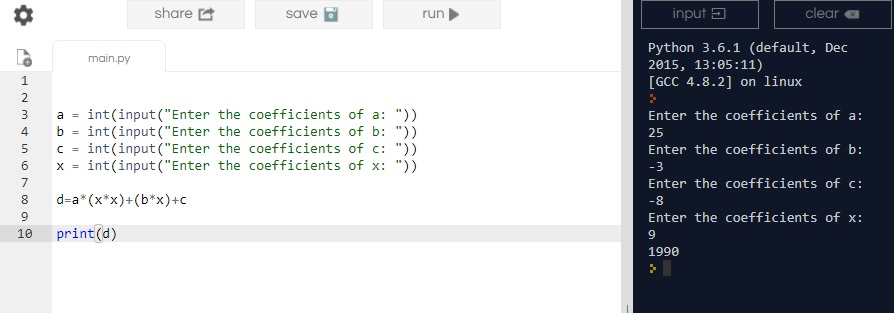 share save run
main.py
1
2
3 a = int(input("Enter the coefficients of a: "))
4 b = int(input("Enter the coefficients of b: "))
5 c = int(input("Enter the coefficients of c: "))
6 x = int(input("Enter the coefficients of x: "))
7
8 d=a*(x*x)+(b*x)+c
9
10 print(d)
input clear
Python 3.6.1 (default, Dec
2015, 13:05:11)
[GCC 4.8.2] on linux
Enter the coefficients of a:
25
Enter the coefficients of b:
-3
Enter the coefficients of c:
-8
Enter the coefficients of x:
9
1990